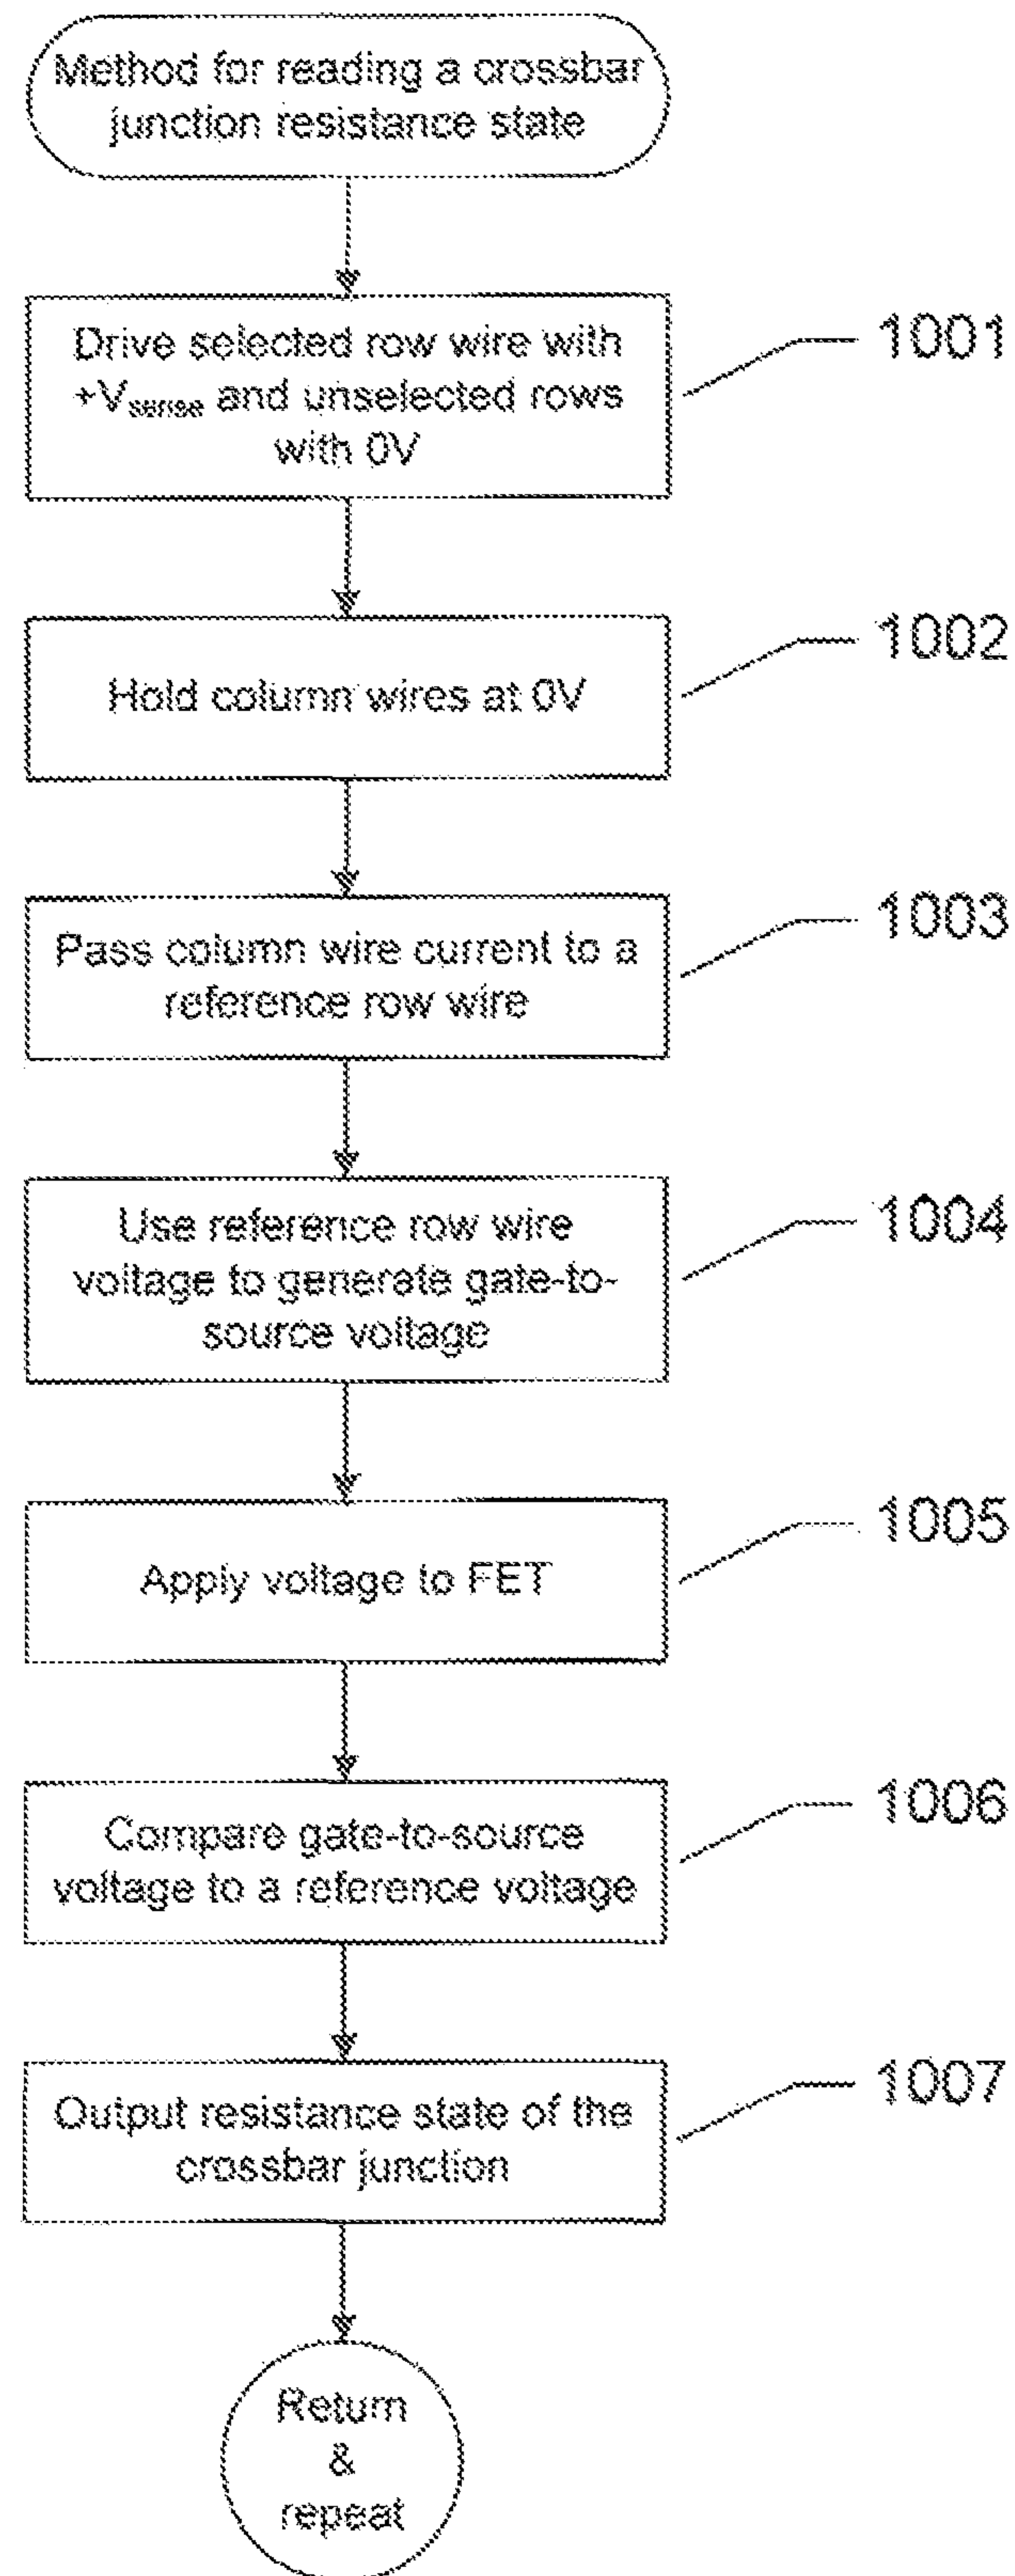 Method for reading a crossbar
junction resistance state
Drive selected row wire with
+Vsense and unselected rows
with 0V
1001
Hold column wires at 0V
1002
Pass column wire current to a
reference row wire
1003
Use reference row wire
voltage to generate gate-to-
source voltage
1004
Apply voltage to FET
1005
Compare gate-to-source
voltage to a reference voltage
1006
Output resistance state of the
crossbar junction
1007
Return
&
repeat